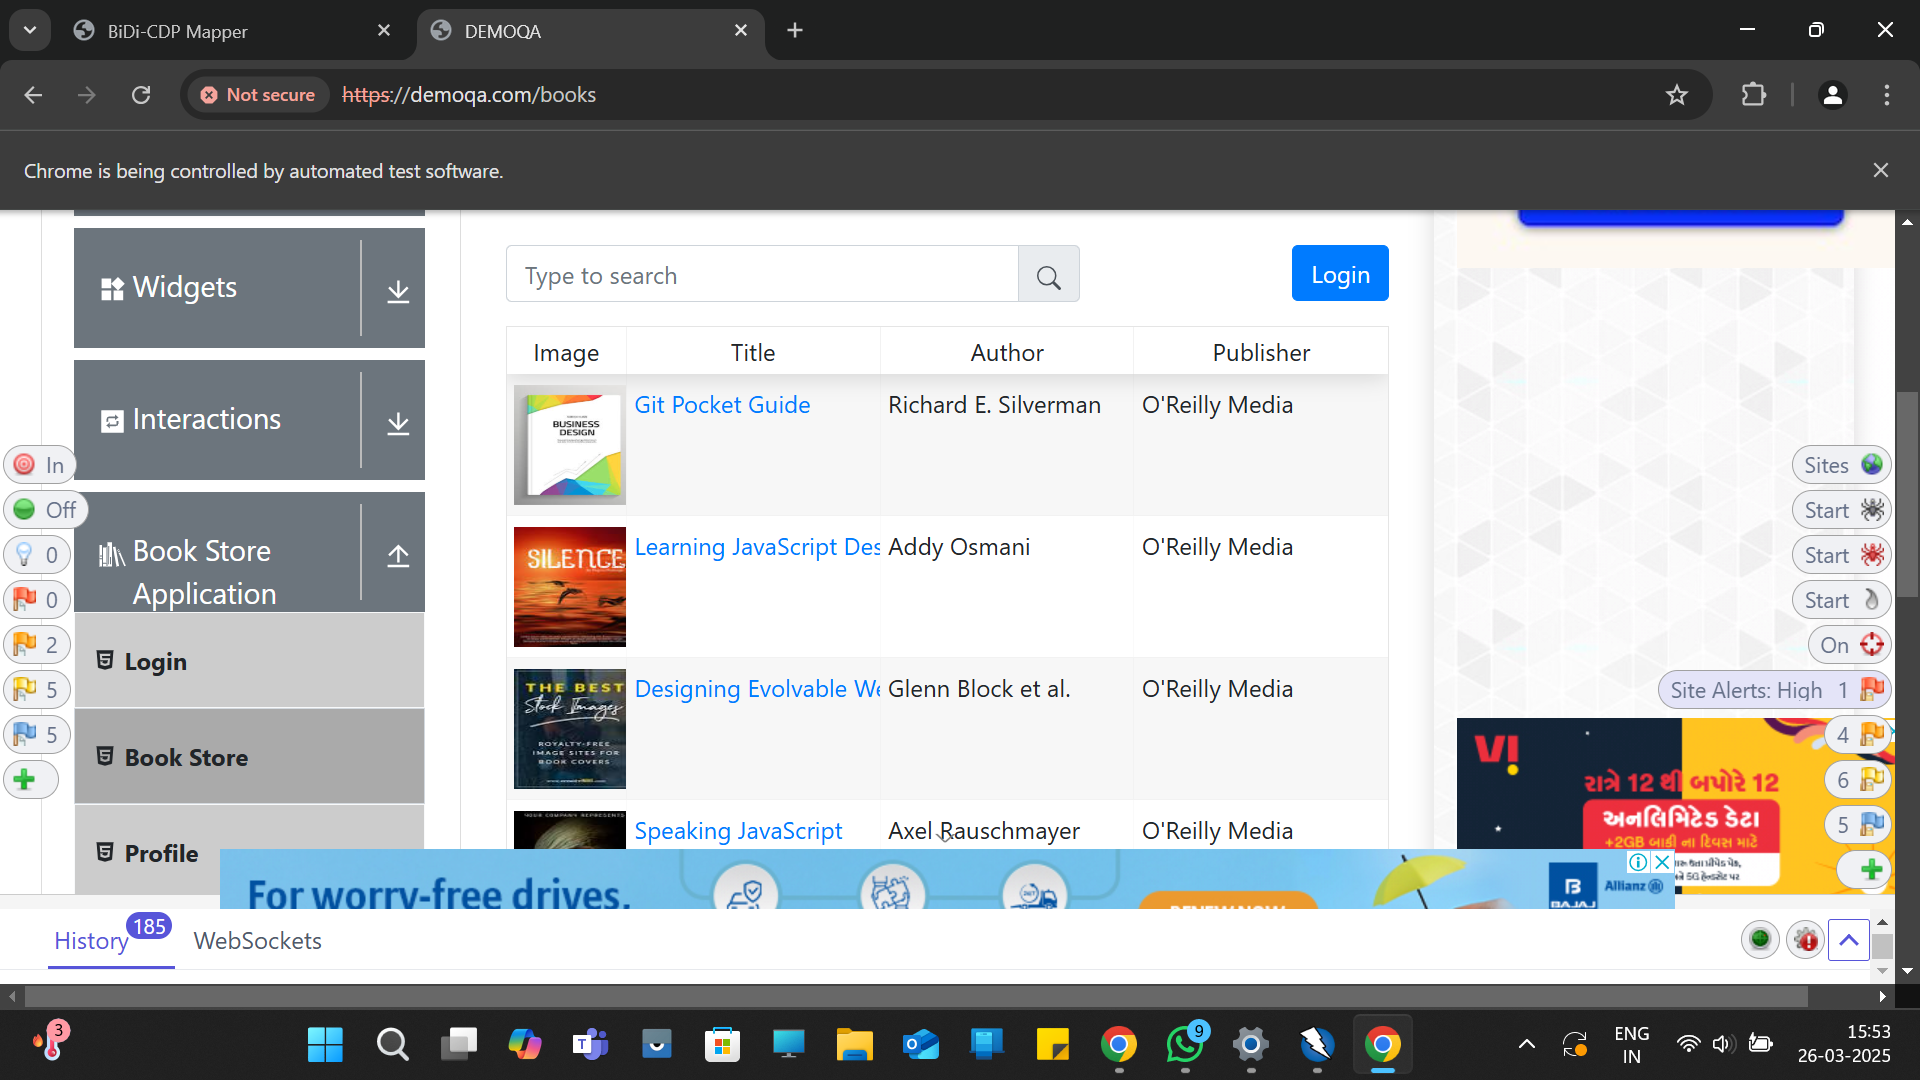 BiDi-CDP Mapper
DEMOQA
Not secure
https://demoqa.com/books
Chrome is being controlled by automated test software.
Widgets
Interactions
Book Store
Application
Login
Book Store
Profile
In
Off
0
0
2
5
5
Type to search
Login
Image Title Author Publisher
BUSINESS
DESIGN
Git Pocket Guide Richard E. Silverman O'Reilly Media
SILENCE
Learning JavaScript Des Addy Osmani O'Reilly Media
THE BEST
Stock Images
ROYALTY-FREE
IMAGE SITES FOR
BOOK COVERS
Designing Evolvable We Glenn Block et al. O'Reilly Media
YOUR COMPANY REPRESENTS
Speaking JavaScript Axel Rauschmayer O'Reilly Media
Sites
Start
Start
Start
On
Site Alerts: High 1
4
6
5
VI
રાત્રે 12 થી બપોરે 12
અનલિમિટેડ ડેટા
+2GB બાકી ના દિવસ માટે
For worry-free drives.
24x7
RENEW NOW
B
BAJAJ
Allianz
History 185 WebSockets
3
9
ENG
IN
15:53
26-03-2025